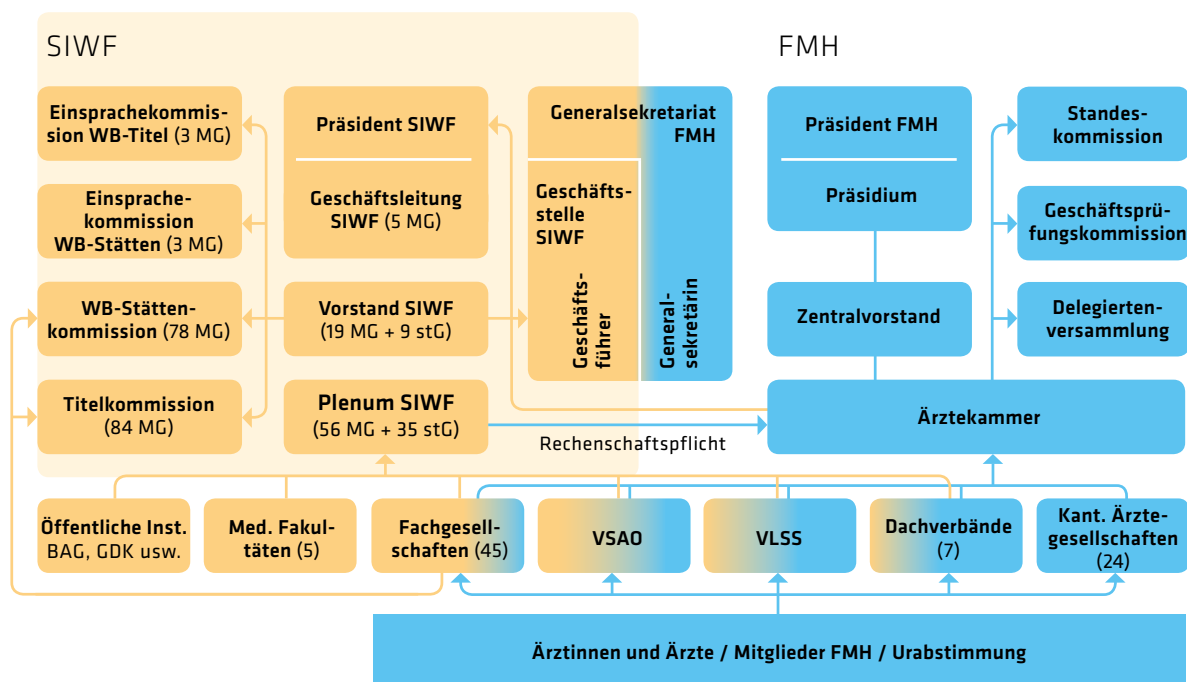 SIWF
FMH
Einsprachekommis-
sion WB-Titel (3 MG)
Präsident SIWF
Generalsekretariat
FMH
Präsident FMH
Standes-
kommission
Einsprache-
kommission
WB-Stätten (3 MG)
Geschäftsleitung
SIWF (5 MG)
Geschäfts-
stelle
SIWF
Präsidium
Geschäftsprü-
fungskommission
WB-Stätten-
kommission (78 MG)
Vorstand SIWF
(19 MG + 9 stG)
Geschäfts-
führer
General-
sekretärin
Zentralvorstand
Delegierten-
versammlung
Titelkommission
(84 MG)
Plenum SIWF
(56 MG + 35 stG)
Rechenschaftspflicht
Ärztekammer
Öffentliche Inst.
BAG, GDK usw.
Med. Fakul-
täten (5)
Fachgesell-
schaften (45)
VSAO
VLSS
Dachverbände
(7)
Kant. Ärzte-
gesellschaften
(24)
Ärztinnen und Ärzte / Mitglieder FMH / Urabstimmung